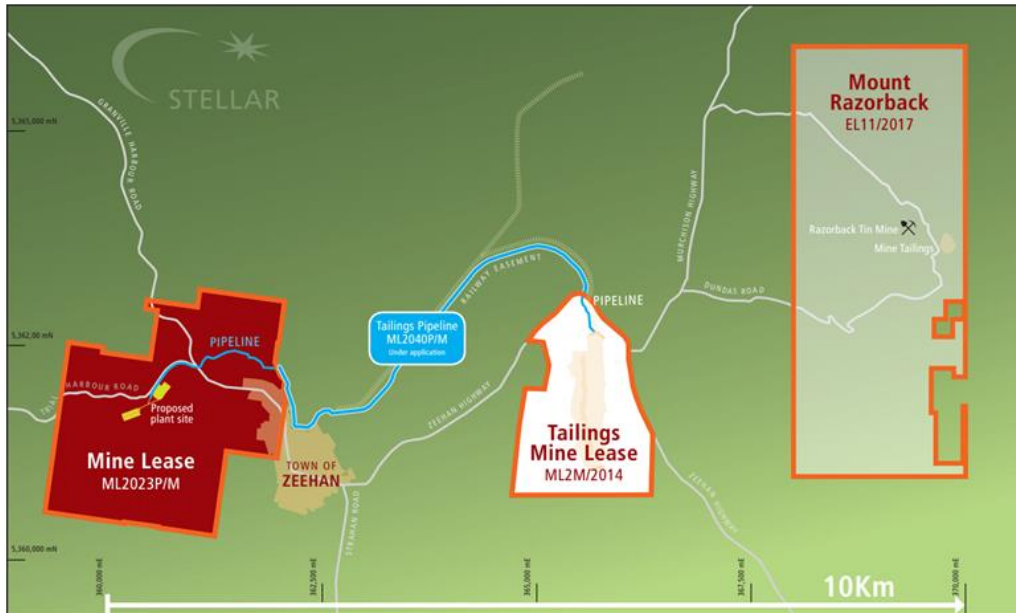 STELLAR
5,365,000 mN
GRANVILLE HARBOUR ROAD
Mount
Razorback
EL11/2017
MURCHISON HIGHWAY
Razorback Tin Mine
Mine Tailings
RAILWAY EASEMENT
DUNDAS ROAD
PIPELINE
Tailings Pipeline
ML2040P/M
Under application
5,362,00 mN
PIPELINE
TRIAL HARBOUR ROAD
Proposed
plant site
ZEEHAN HIGHWAY
Mine Lease
ML2023P/M
TOWN OF
ZEEHAN
Tailings
Mine Lease
ML2M/2014
STRAHAN ROAD
ZEEHAN HIGHWAY
5,360,000 mN
360,000 mE
362,500 mE
365,000 mE
367,500 mE
370,000 mE
10Km